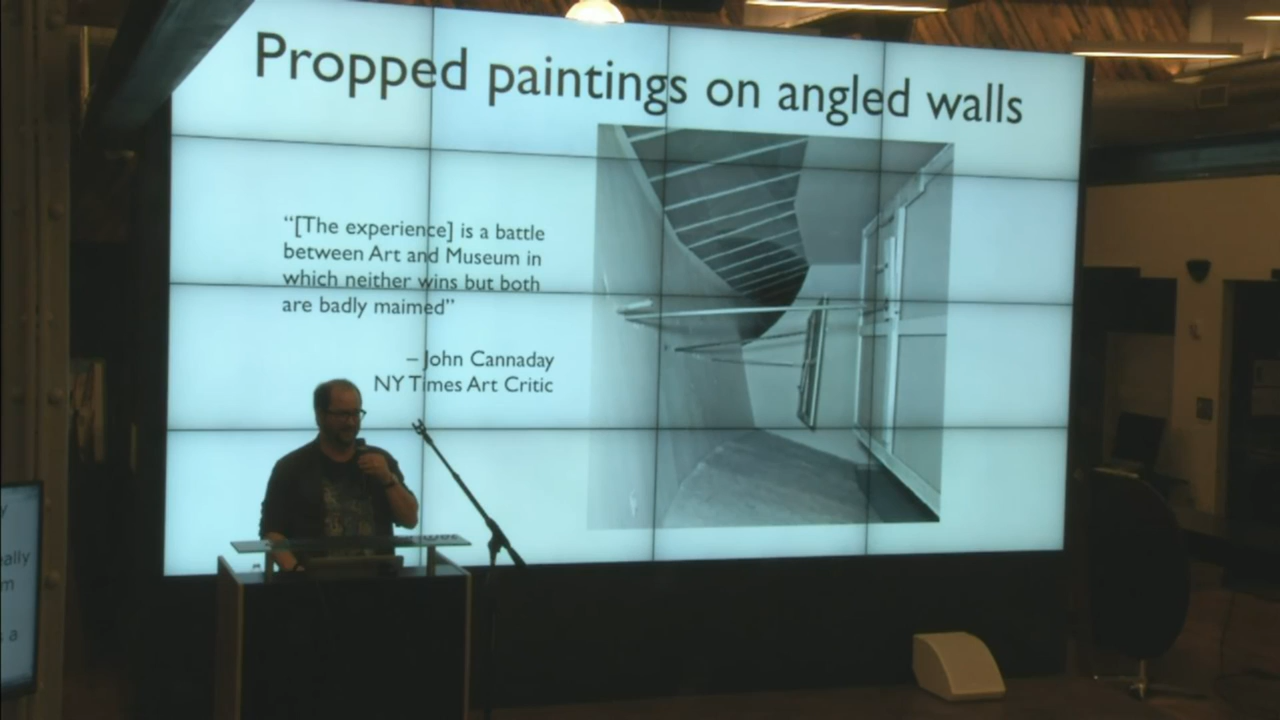 Propped paintings on angled walls
“[The experience] is a battle
between Art and Museum in
which neither wins but both
are badly maimed”
– John Cannaday
NY Times Art Critic
y
eally
m
s a